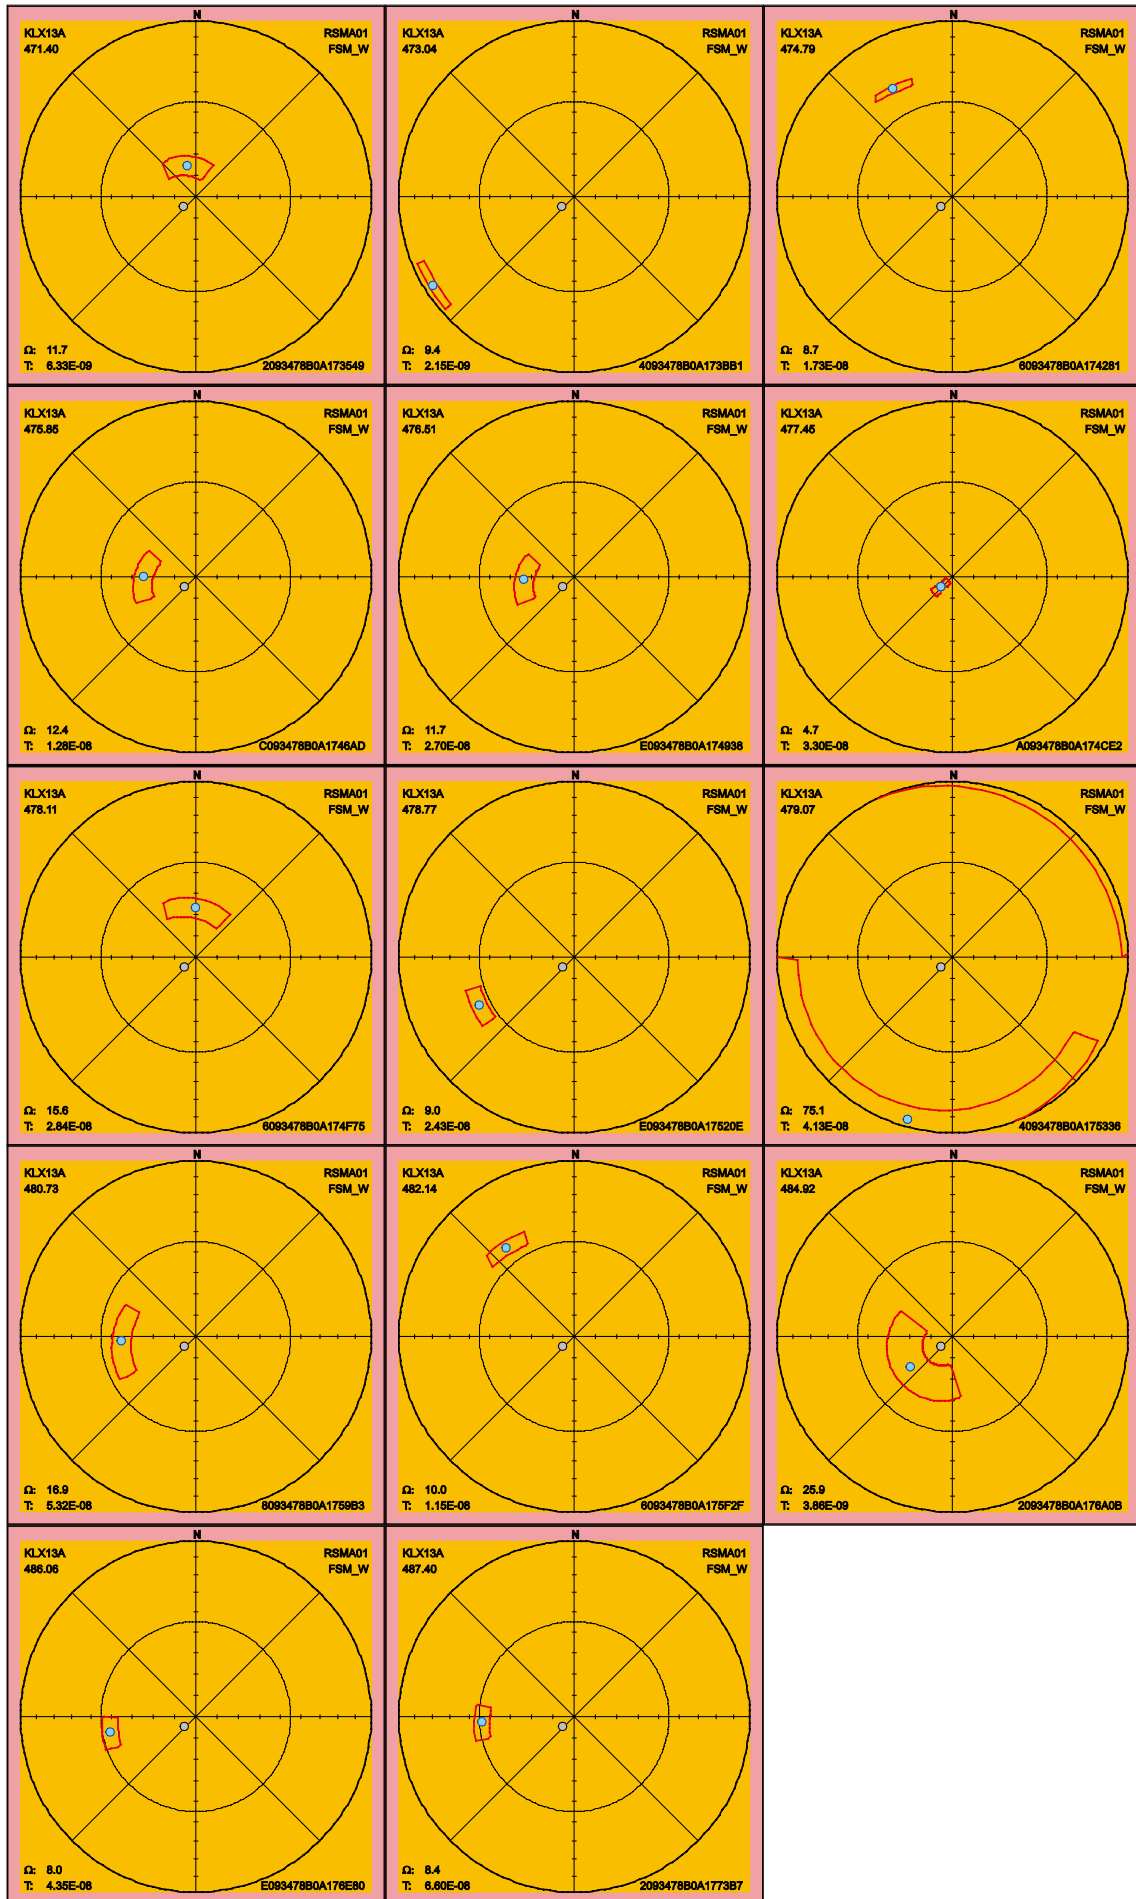 N
KLX13A RSMA01
471.40 FSM_W
Ω: 11.7
T: 6.33E-09 2093478B0A173549
N
KLX13A RSMA01
473.04 FSM_W
Ω: 9.4
T: 2.15E-09 4093478B0A173BB1
N
KLX13A RSMA01
474.79 FSM_W
Ω: 8.7
T: 1.73E-08 6093478B0A174281
N
KLX13A RSMA01
475.85 FSM_W
Ω: 12.4
T: 1.28E-08 C093478B0A1746AD
N
KLX13A RSMA01
476.51 FSM_W
Ω: 11.7
T: 2.70E-08 E093478B0A174936
N
KLX13A RSMA01
477.45 FSM_W
Ω: 4.7
T: 3.30E-08 A093478B0A174CE2
N
KLX13A RSMA01
478.11 FSM_W
Ω: 15.6
T: 2.84E-08 6093478B0A174F75
N
KLX13A RSMA01
478.77 FSM_W
Ω: 9.0
T: 2.43E-08 E093478B0A17520E
N
KLX13A RSMA01
479.07 FSM_W
Ω: 75.1
T: 4.13E-08 4093478B0A175336
N
KLX13A RSMA01
480.73 FSM_W
Ω: 16.9
T: 5.32E-08 8093478B0A1759B3
N
KLX13A RSMA01
482.14 FSM_W
Ω: 10.0
T: 1.15E-08 6093478B0A175F2F
N
KLX13A RSMA01
484.92 FSM_W
Ω: 25.9
T: 3.86E-09 2093478B0A176A0B
N
KLX13A RSMA01
486.06 FSM_W
Ω: 8.0
T: 4.35E-08 E093478B0A176E80
N
KLX13A RSMA01
487.40 FSM_W
Ω: 8.4
T: 6.60E-08 2093478B0A1773B7